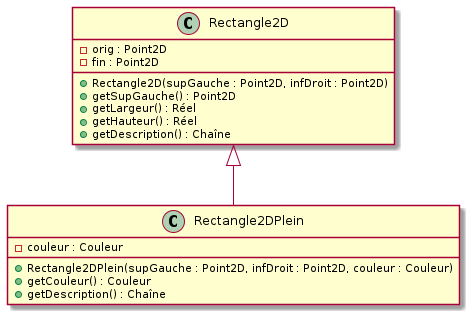 C Rectangle2D
orig : Point2D
fin : Point2D
Rectangle2D(supGauche : Point2D, infDroit : Point2D)
getSupGauche() : Point2D
getLargeur() : Réel
getHauteur() : Réel
getDescription() : Chaîne
C Rectangle2DPlein
couleur : Couleur
Rectangle2DPlein(supGauche : Point2D, infDroit : Point2D, couleur : Couleur)
getCouleur() : Couleur
getDescription() : Chaîne